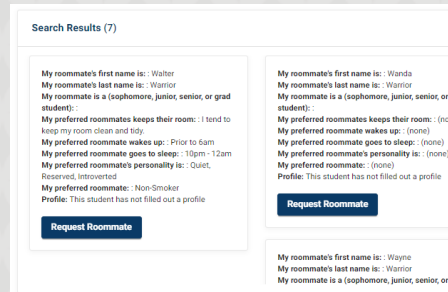 Search Results (7)
My roommate's first name is: : Walter
My roommate's last name is: : Warrior
My roommate is a (sophomore, junior, senior, or grad
student): :
My preferred roommates keeps their room: : I tend to
keep my room clean and tidy.
My preferred roommate wakes up: : Prior to 6am
My preferred roommate goes to sleep: : 10pm - 12am
My preferred roommate's personality is: : Quiet,
Reserved, Introverted
My preferred roommate: : Non-Smoker
Profile: This student has not filled out a profile
Request Roommate
My roommate's first name is: : Wanda
My roommate's last name is: : Warrior
My roommate is a (sophomore, junior, senior, or
student): :
My preferred roommates keeps their room: : (no
My preferred roommate wakes up: : (none)
My preferred roommate goes to sleep: : (none)
My preferred roommate's personality is: : (none
My preferred roommate: : (none)
Profile: This student has not filled out a profile
Request Roommate
My roommate's first name is: : Wayne
My roommate's last name is: : Warrior
My roommate is a (sophomore, junior, senior, or